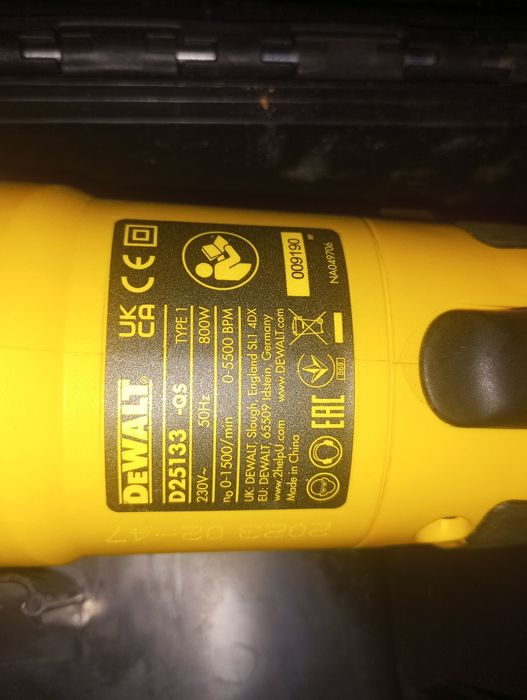 DEWALT® UK CA CE
D25133 -QS TYPE 1
230V~ 50Hz 800W
n₀ 0-1500/min 0-5500 BPM
UK: DEWALT, Slough, England SL1 4DX
EU: DEWALT, 65509 Idstein, Germany
www.2helpU.com www.DEWALT.com
Made in China
EAC
009190
NA049706
2023 02-47